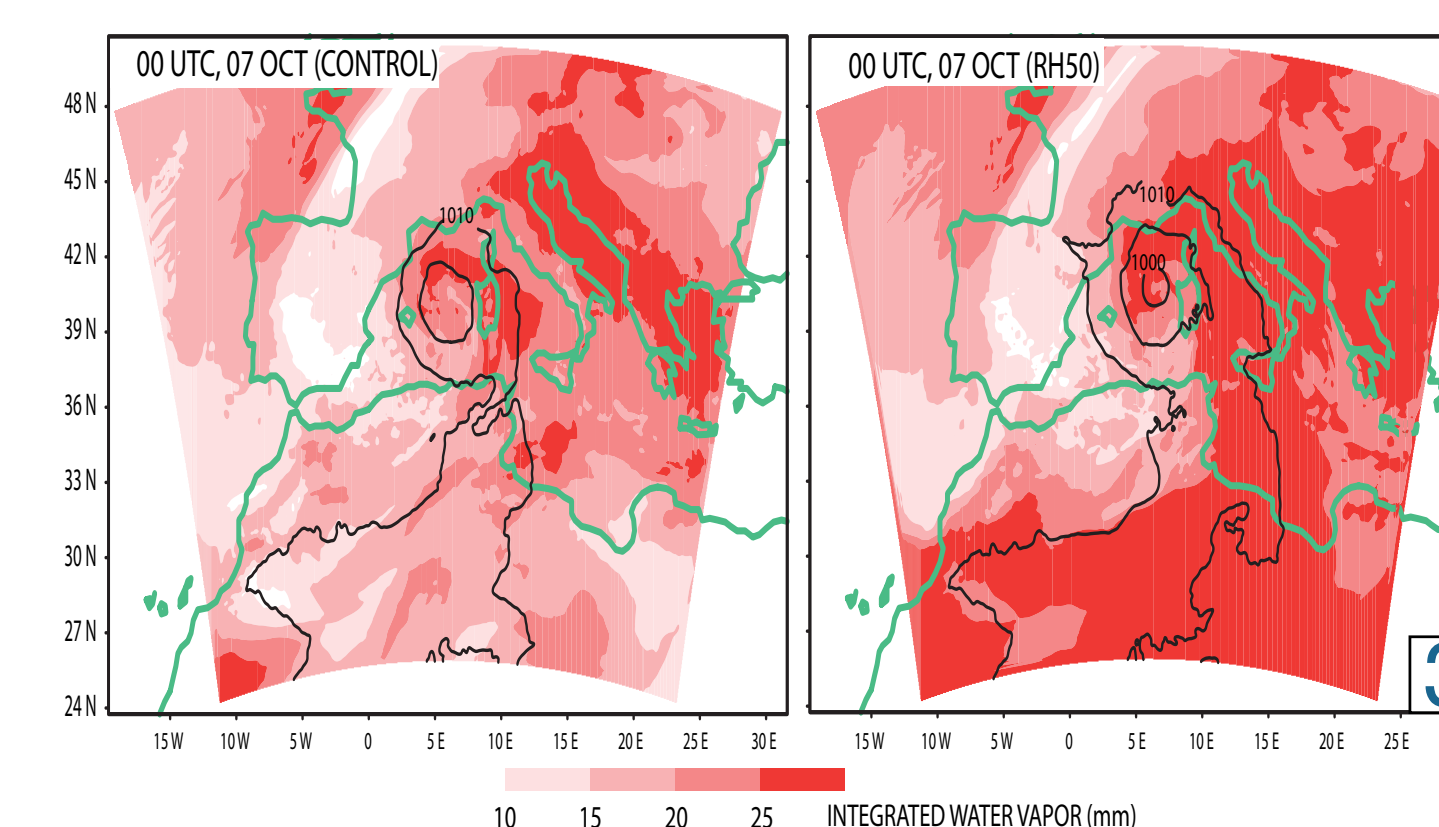 00 UTC, 07 OCT (CONTROL)
00 UTC, 07 OCT (RH50)
48 N
45 N
42 N
39 N
36 N
33 N
30 N
27 N
24 N
1010
1010
1000
15 W 10 W 5 W 0 5 E 10 E 15 E 20 E 25 E 30 E
15 W 10 W 5 W 0 5 E 10 E 15 E 20 E 25 E
10 15 20 25 INTEGRATED WATER VAPOR (mm)